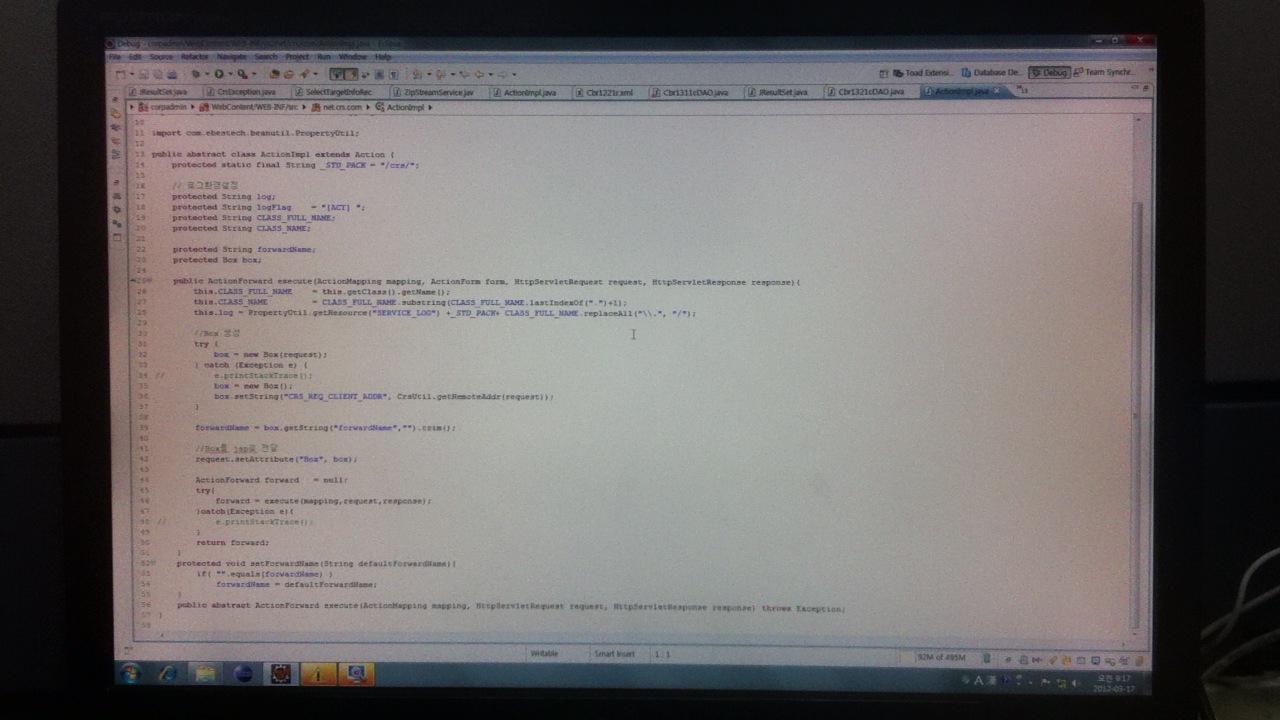 Debug - corpadmin/WebContent/WEB-INF/src/net/crs/com/ActionImpl.java - Eclipse
File Edit Source Refactor Navigate Search Project Run Window Help
Toad Extensi... Database De... Debug Team Synchr...
IResultSet.java CrsException.java SelectTargetInfoRec ZipStreamService.jav ActionImpl.java Cbr1221r.xml Cbr1311cDAO.java IResultSet.java Cbr1321cDAO.java ActionImpl.java
corpadmin WebContent/WEB-INF/src net.crs.com ActionImpl
10
11 import com.ebestech.beanutil.PropertyUtil;
12
13 public abstract class ActionImpl extends Action {
14 protected static final String _STD_PACK = "/crs/";
15
16 // 로그환경설정
17 protected String log;
18 protected String logFlag = "[ACT] ";
19 protected String CLASS_FULL_NAME;
20 protected String CLASS_NAME;
21
22 protected String forwardName;
23 protected Box box;
24
25 public ActionForward execute(ActionMapping mapping, ActionForm form, HttpServletRequest request, HttpServletResponse response){
26 this.CLASS_FULL_NAME = this.getClass().getName();
27 this.CLASS_NAME = CLASS_FULL_NAME.substring(CLASS_FULL_NAME.lastIndexOf(".")+1);
28 this.log = PropertyUtil.getResource("SERVICE_LOG") + _STD_PACK+ CLASS_FULL_NAME.replaceAll("\\.", "/");
29
30 //Box 생성
31 try {
32 box = new Box(request);
33 } catch (Exception e) {
34 // e.printStackTrace();
35 box = new Box();
36 box.setString("CRS_REQ_CLIENT_ADDR", CrsUtil.getRemoteAddr(request));
37 }
38
39 forwardName = box.getString("forwardName","").trim();
40
41 //Box를 jsp로 전달
42 request.setAttribute("Box", box);
43
44 ActionForward forward = null;
45 try{
46 forward = execute(mapping,request,response);
47 }catch(Exception e){
48 // e.printStackTrace();
49 }
50 return forward;
51 }
52 protected void setForwardName(String defaultForwardName){
53 if( "".equals(forwardName) )
54 forwardName = defaultForwardName;
55 }
56 public abstract ActionForward execute(ActionMapping mapping, HttpServletRequest request, HttpServletResponse response) throws Exception;
57 }
58
Writable Smart Insert 1 : 1 92M of 495M
A 오전 9:17
2012-03-17